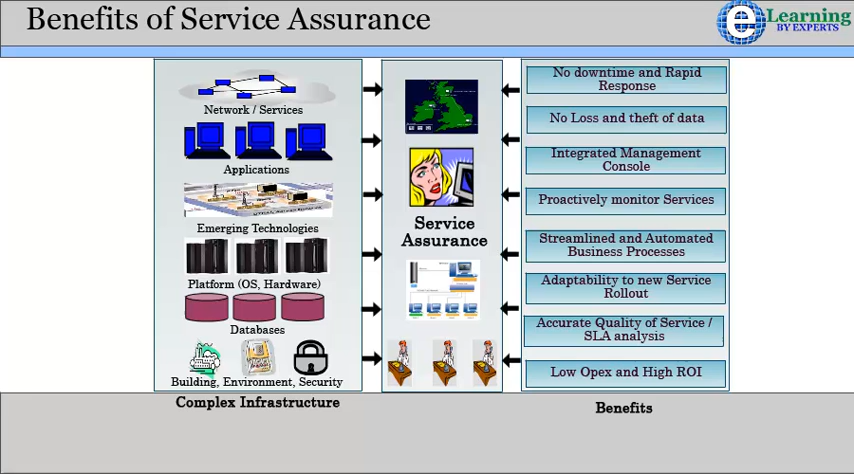 Benefits of Service Assurance
e Learning
BY EXPERTS
Network / Services
Applications
Emerging Technologies
Platform (OS, Hardware)
Databases
Building, Environment, Security
Complex Infrastructure
Service
Assurance
No downtime and Rapid
Response
No Loss and theft of data
Integrated Management
Console
Proactively monitor Services
Streamlined and Automated
Business Processes
Adaptability to new Service
Rollout
Accurate Quality of Service /
SLA analysis
Low Opex and High ROI
Benefits